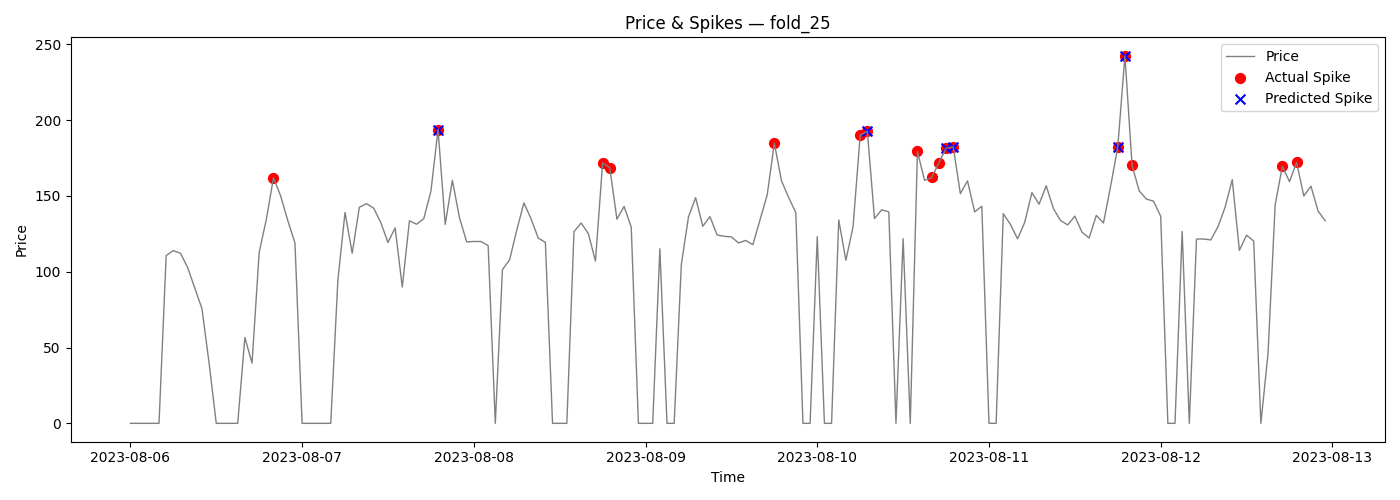 Price & Spikes — fold_25
Price
Actual Spike
Predicted Spike
250
200
150
100
50
0
Price
2023-08-06
2023-08-07
2023-08-08
2023-08-09
2023-08-10
2023-08-11
2023-08-12
2023-08-13
Time